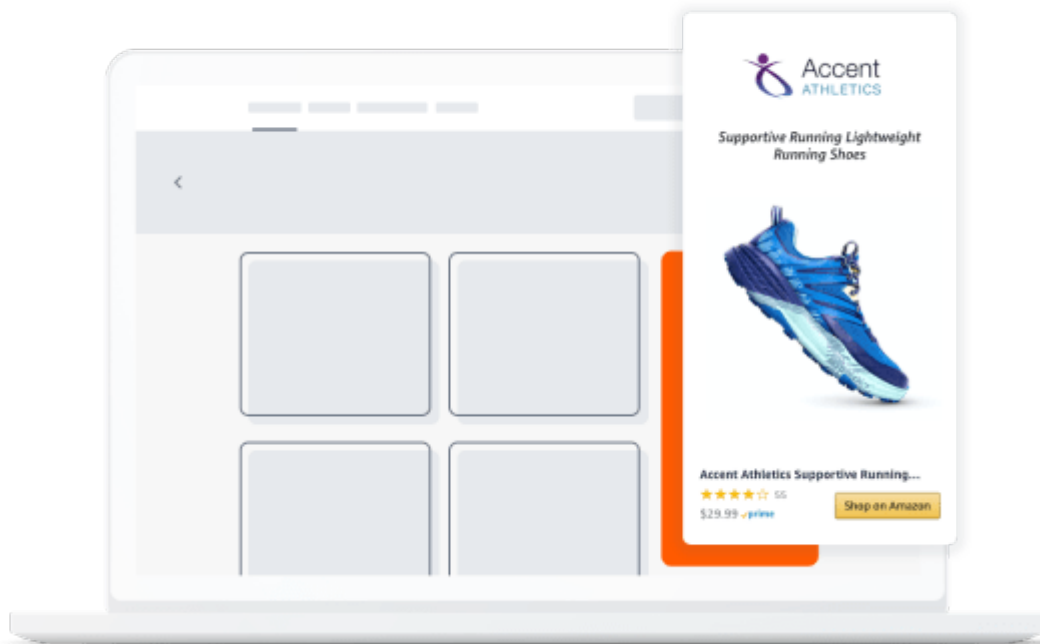 Accent
ATHLETICS
Supportive Running Lightweight
Running Shoes
Accent Athletics Supportive Running...
55
$29.99 prime
Shop on Amazon